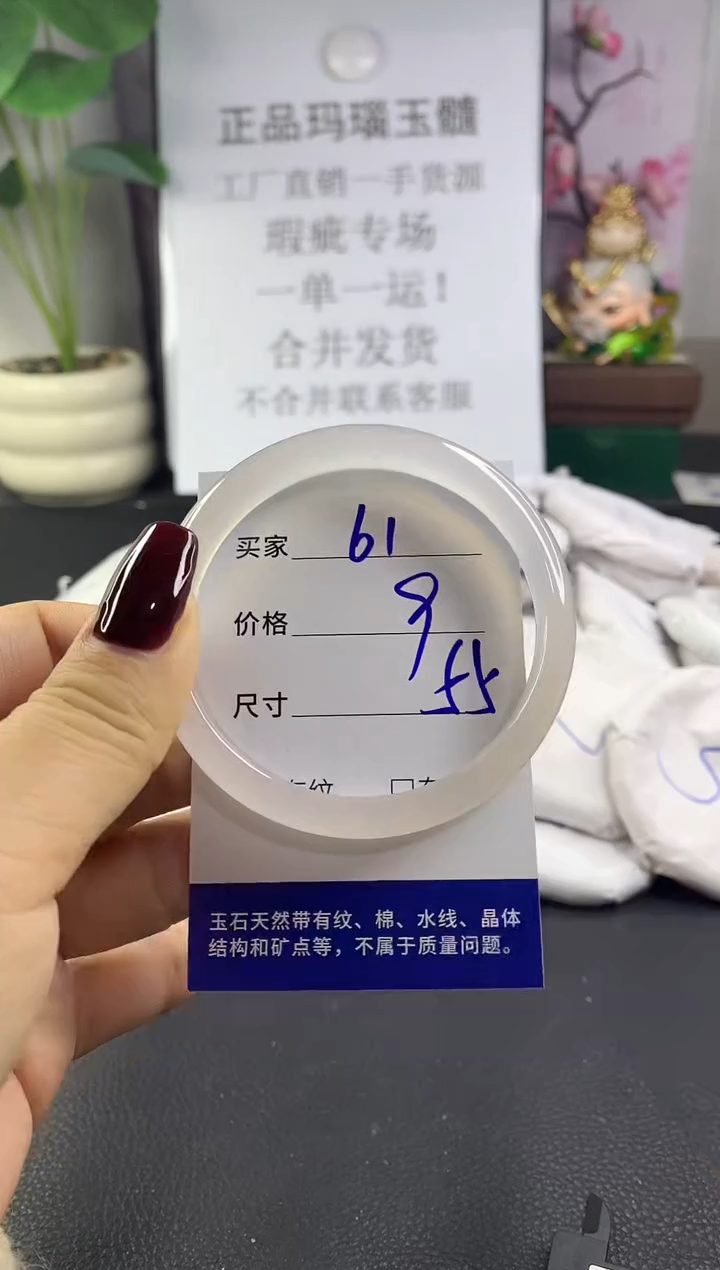 正品玛瑙玉髓
工厂直销一手货源
瑕疵专场
一单一运!
合并发货
不合并联系客服
买家 61
价格 9
尺寸 55
纹 口
玉石天然带有纹、棉、水线、晶体
结构和矿点等，不属于质量问题。